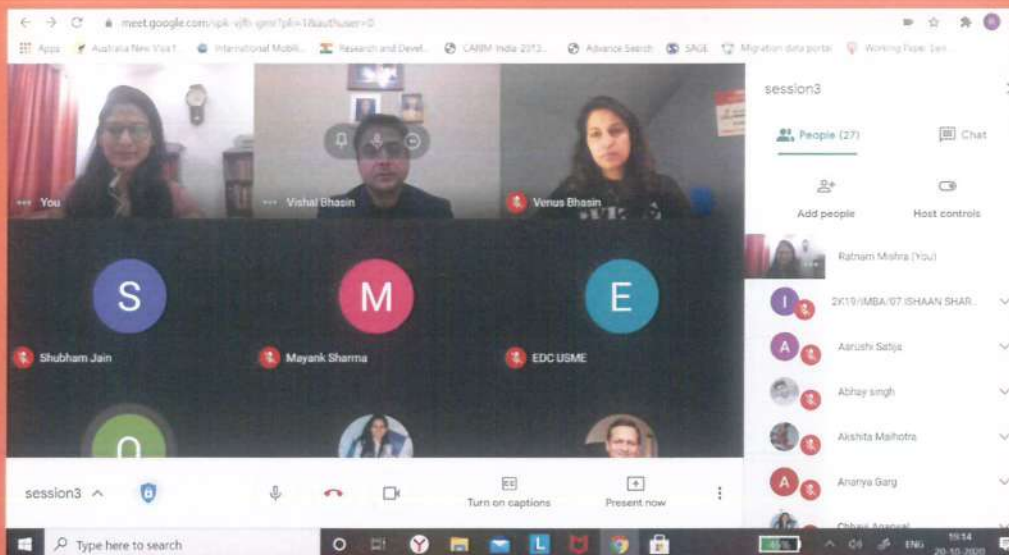 meet.google.com
Apps
Australia New Visa f...
International Mobili...
Research and Devel...
CARIM India 2013...
Advance Search
SAGE
Migration data portal
Working Paper Seri...
session3
People (27)
Chat
Add people
Host controls
You
Vishal Bhasin
Venus Bhasin
Ratnam Mishra (You)
I
2K19/IMBA/07 ISHAAN SHAR...
S
M
E
A
Aarushi Satija
Shubham Jain
Mayank Sharma
EDC USME
Abhay singh
Akshita Malhotra
session3
Turn on captions
Present now
A
Ananya Garg
Type here to search
ENG
19:14
20-10-2020